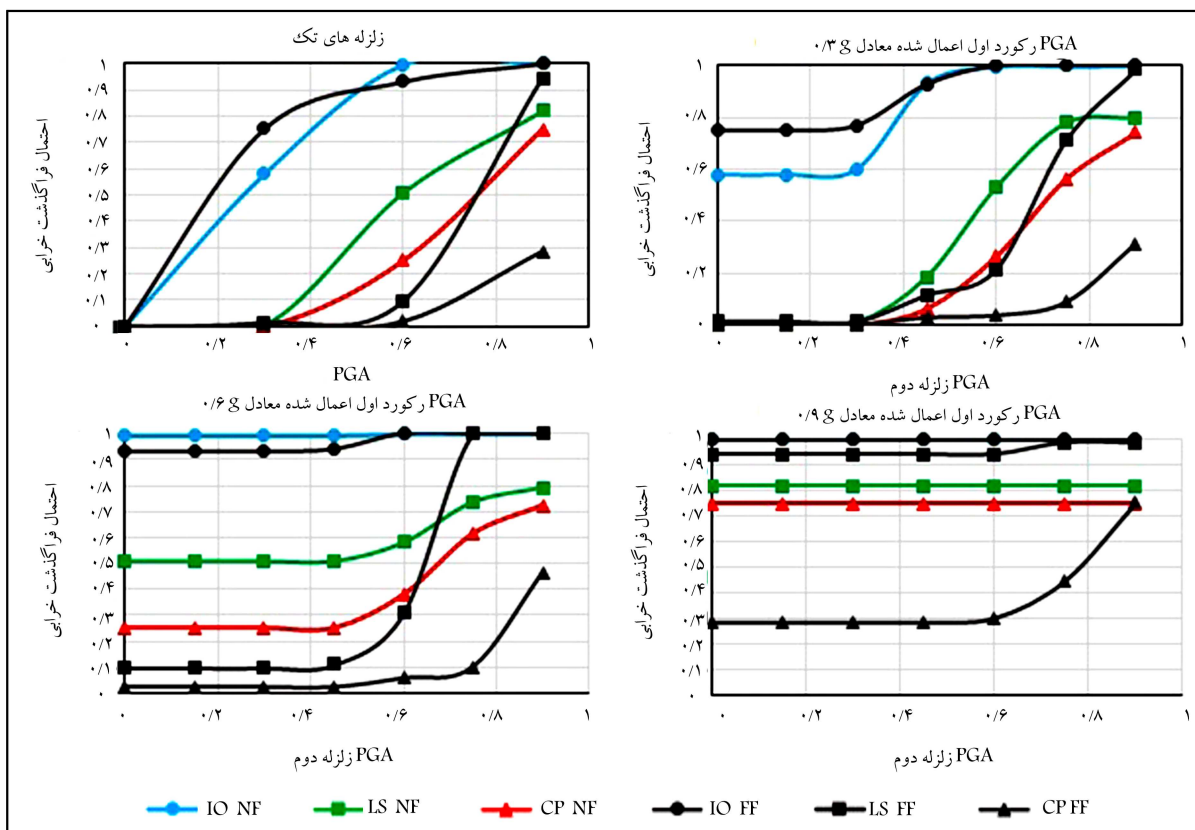 زلزله های تک
احتمال فراگذشت خرابی
۱
۰/۹
۰/۸
۰/۷
۰/۶
۰/۵
۰/۴
۰/۳
۰/۲
۰/۱
۰
۰ ۰/۲ ۰/۴ ۰/۶ ۰/۸ ۱
PGA
PGA رکورد اول اعمال شده معادل ۰/۳ g
احتمال فراگذشت خرابی
۱
۰/۸
۰/۶
۰/۴
۰/۲
۰
۰/۲ ۰/۴ ۰/۶ ۰/۸ ۱
PGA زلزله دوم
PGA رکورد اول اعمال شده معادل ۰/۶ g
احتمال فراگذشت خرابی
۱
۰/۹
۰/۸
۰/۷
۰/۶
۰/۵
۰/۴
۰/۳
۰/۲
۰/۱
۰
۰ ۰/۲ ۰/۴ ۰/۶ ۰/۸ ۱
PGA زلزله دوم
PGA رکورد اول اعمال شده معادل ۰/۹ g
احتمال فراگذشت خرابی
۱
۰/۹
۰/۸
۰/۷
۰/۶
۰/۵
۰/۴
۰/۳
۰/۲
۰/۱
۰
۰/۲ ۰/۴ ۰/۶ ۰/۸ ۱
PGA زلزله دوم
IO NF LS NF CP NF IO FF LS FF CP FF